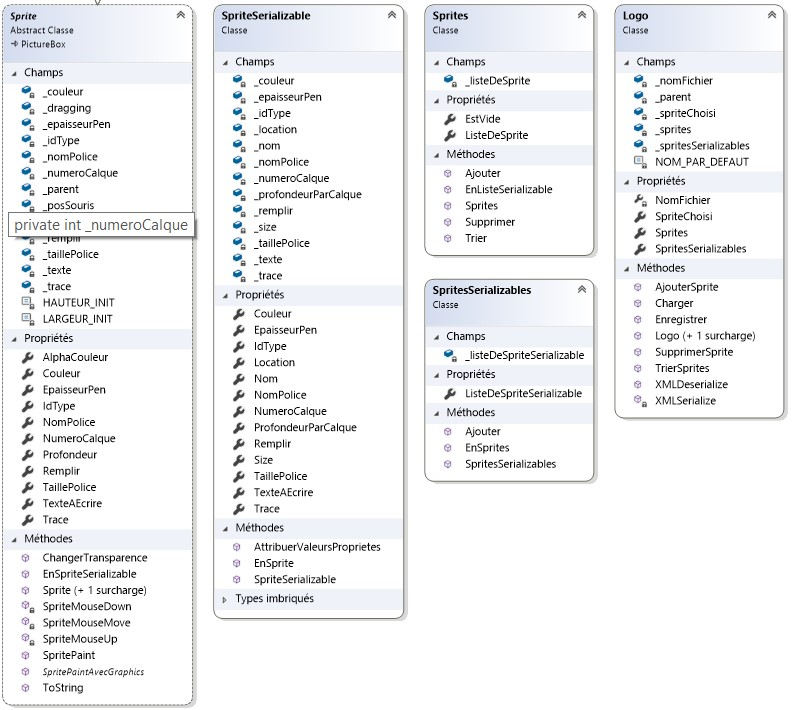 Sprite
Abstract Classe
PictureBox
Champs
_couleur
_dragging
_epaisseurPen
_idType
_nomPolice
_numeroCalque
_parent
_posSouris
private int _numeroCalque
_remplir
_taillePolice
_texte
_trace
HAUTEUR_INIT
LARGEUR_INIT
Propriétés
AlphaCouleur
Couleur
EpaisseurPen
IdType
NomPolice
NumeroCalque
Profondeur
Remplir
TaillePolice
TexteAEcrire
Trace
Méthodes
ChangerTransparence
EnSpriteSerializable
Sprite (+ 1 surcharge)
SpriteMouseDown
SpriteMouseMove
SpriteMouseUp
SpritePaint
SpritePaintAvecGraphics
ToString
SpriteSerializable
Classe
Champs
_couleur
_epaisseurPen
_idType
_location
_nom
_nomPolice
_numeroCalque
_profondeurParCalque
_remplir
_size
_taillePolice
_texte
_trace
Propriétés
Couleur
EpaisseurPen
IdType
Location
Nom
NomPolice
NumeroCalque
ProfondeurParCalque
Remplir
Size
TaillePolice
TexteAEcrire
Trace
Méthodes
AttribuerValeursProprietes
EnSprite
SpriteSerializable
Types imbriqués
Sprites
Classe
Champs
_listeDeSprite
Propriétés
EstVide
ListeDeSprite
Méthodes
Ajouter
EnListeSerializable
Sprites
Supprimer
Trier
SpritesSerializables
Classe
Champs
_listeDeSpriteSerializable
Propriétés
ListeDeSpriteSerializable
Méthodes
Ajouter
EnSprites
SpritesSerializables
Logo
Classe
Champs
_nomFichier
_parent
_spriteChoisi
_sprites
_spritesSerializables
NOM_PAR_DEFAUT
Propriétés
NomFichier
SpriteChoisi
Sprites
SpritesSerializables
Méthodes
AjouterSprite
Charger
Enregistrer
Logo (+ 1 surcharge)
SupprimerSprite
TrierSprites
XMLDeserialize
XMLSerialize